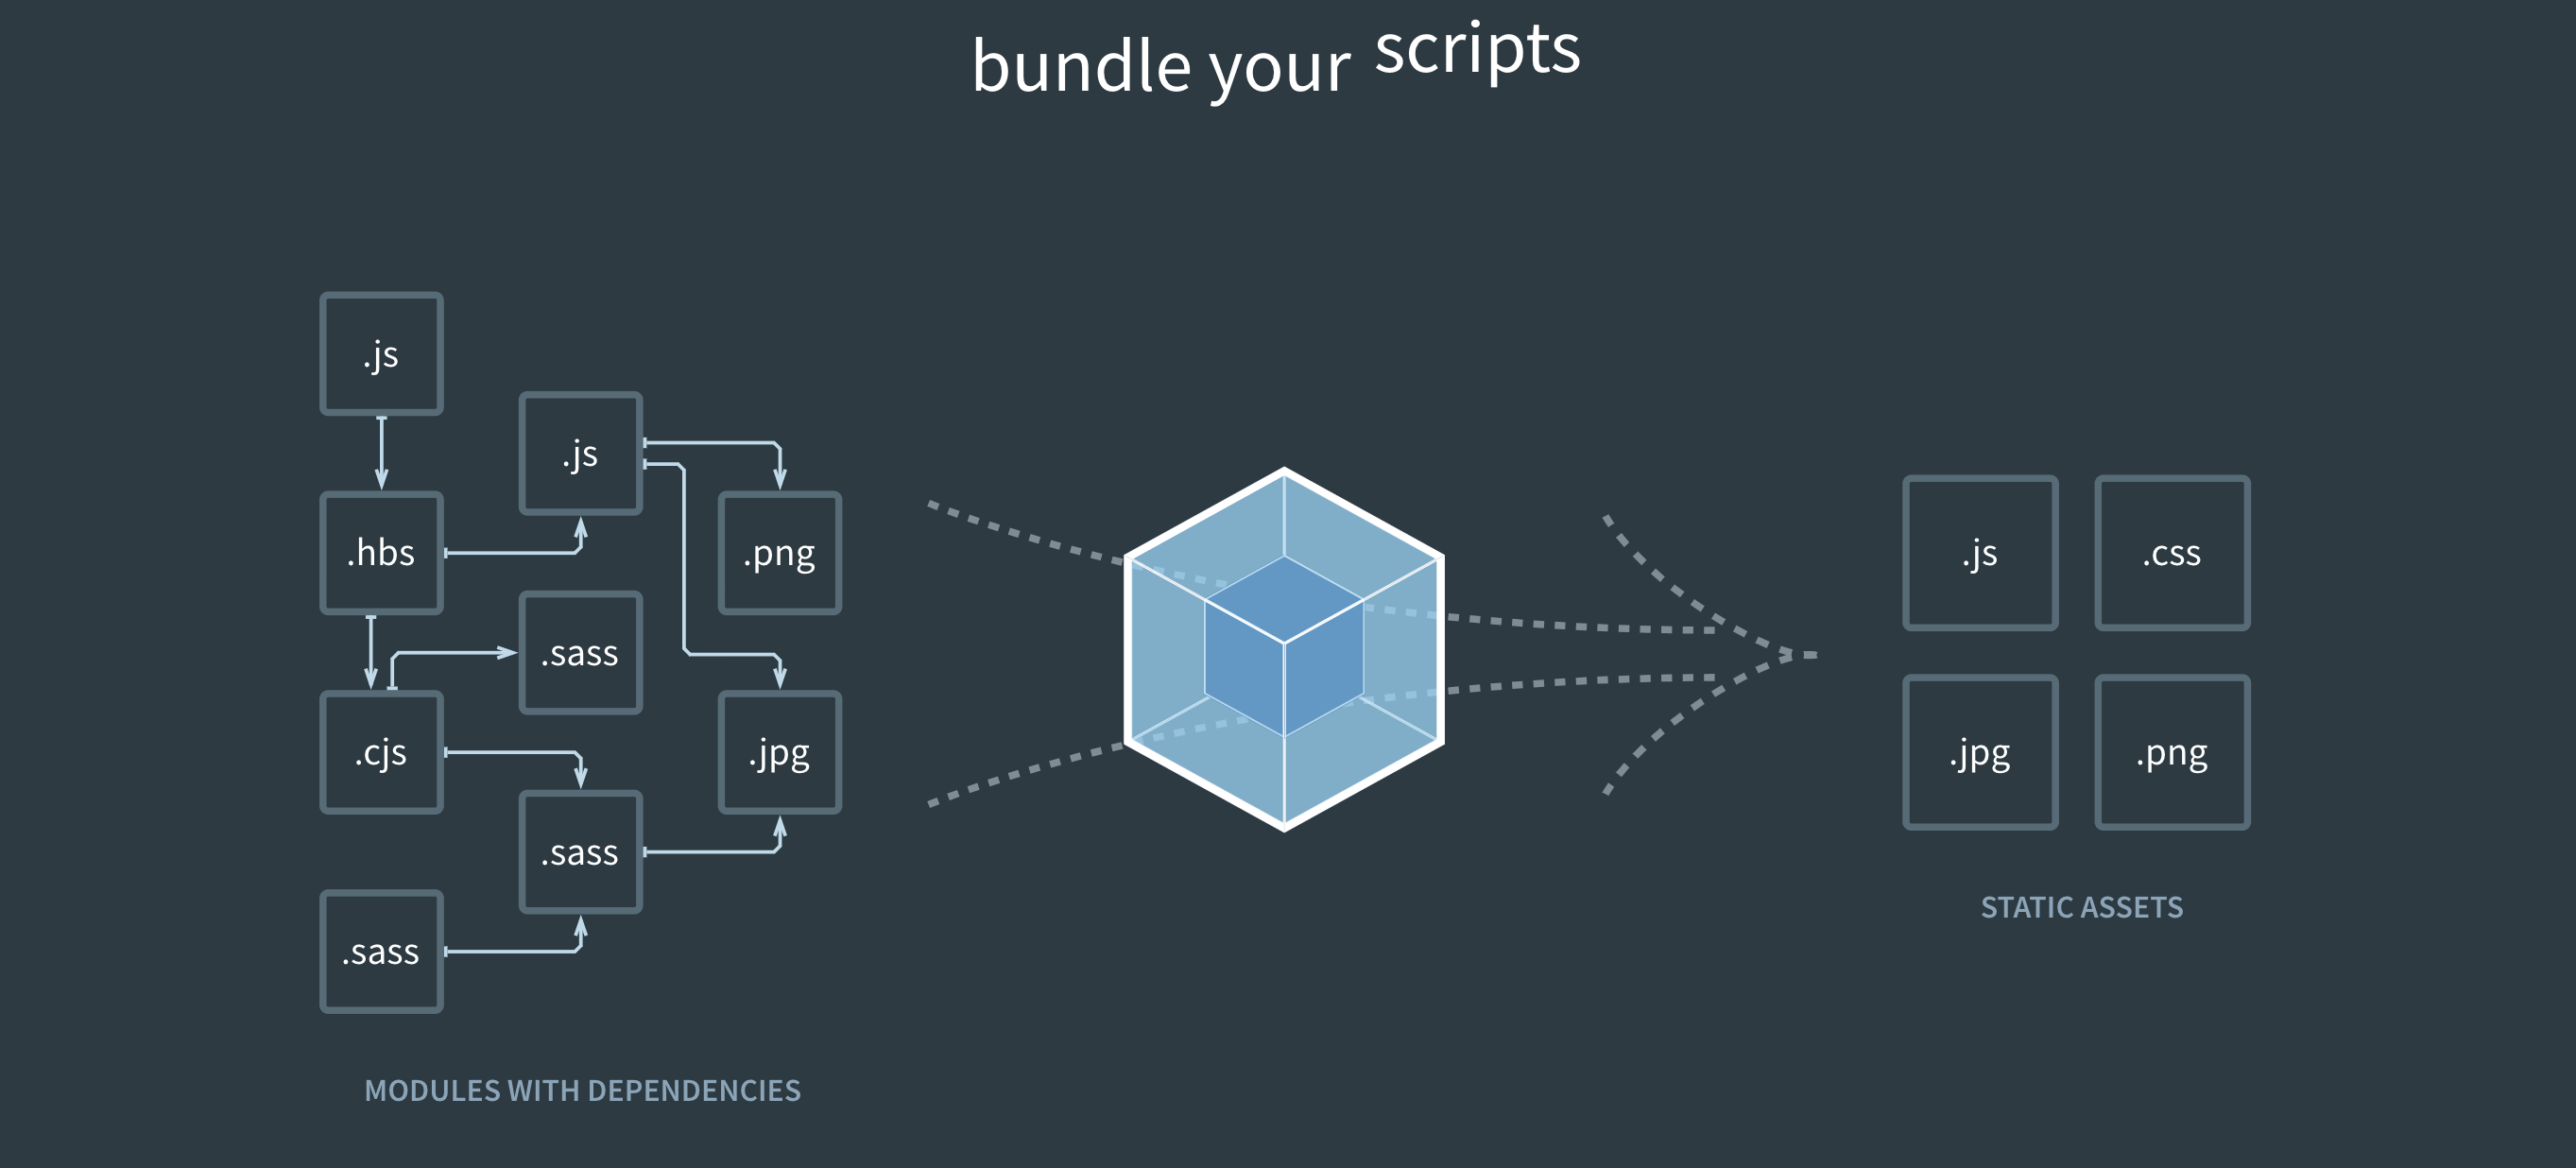 bundle your scripts
.js
.js
.hbs
.png
.sass
.cjs
.jpg
.sass
.sass
MODULES WITH DEPENDENCIES
.js
.css
.jpg
.png
STATIC ASSETS